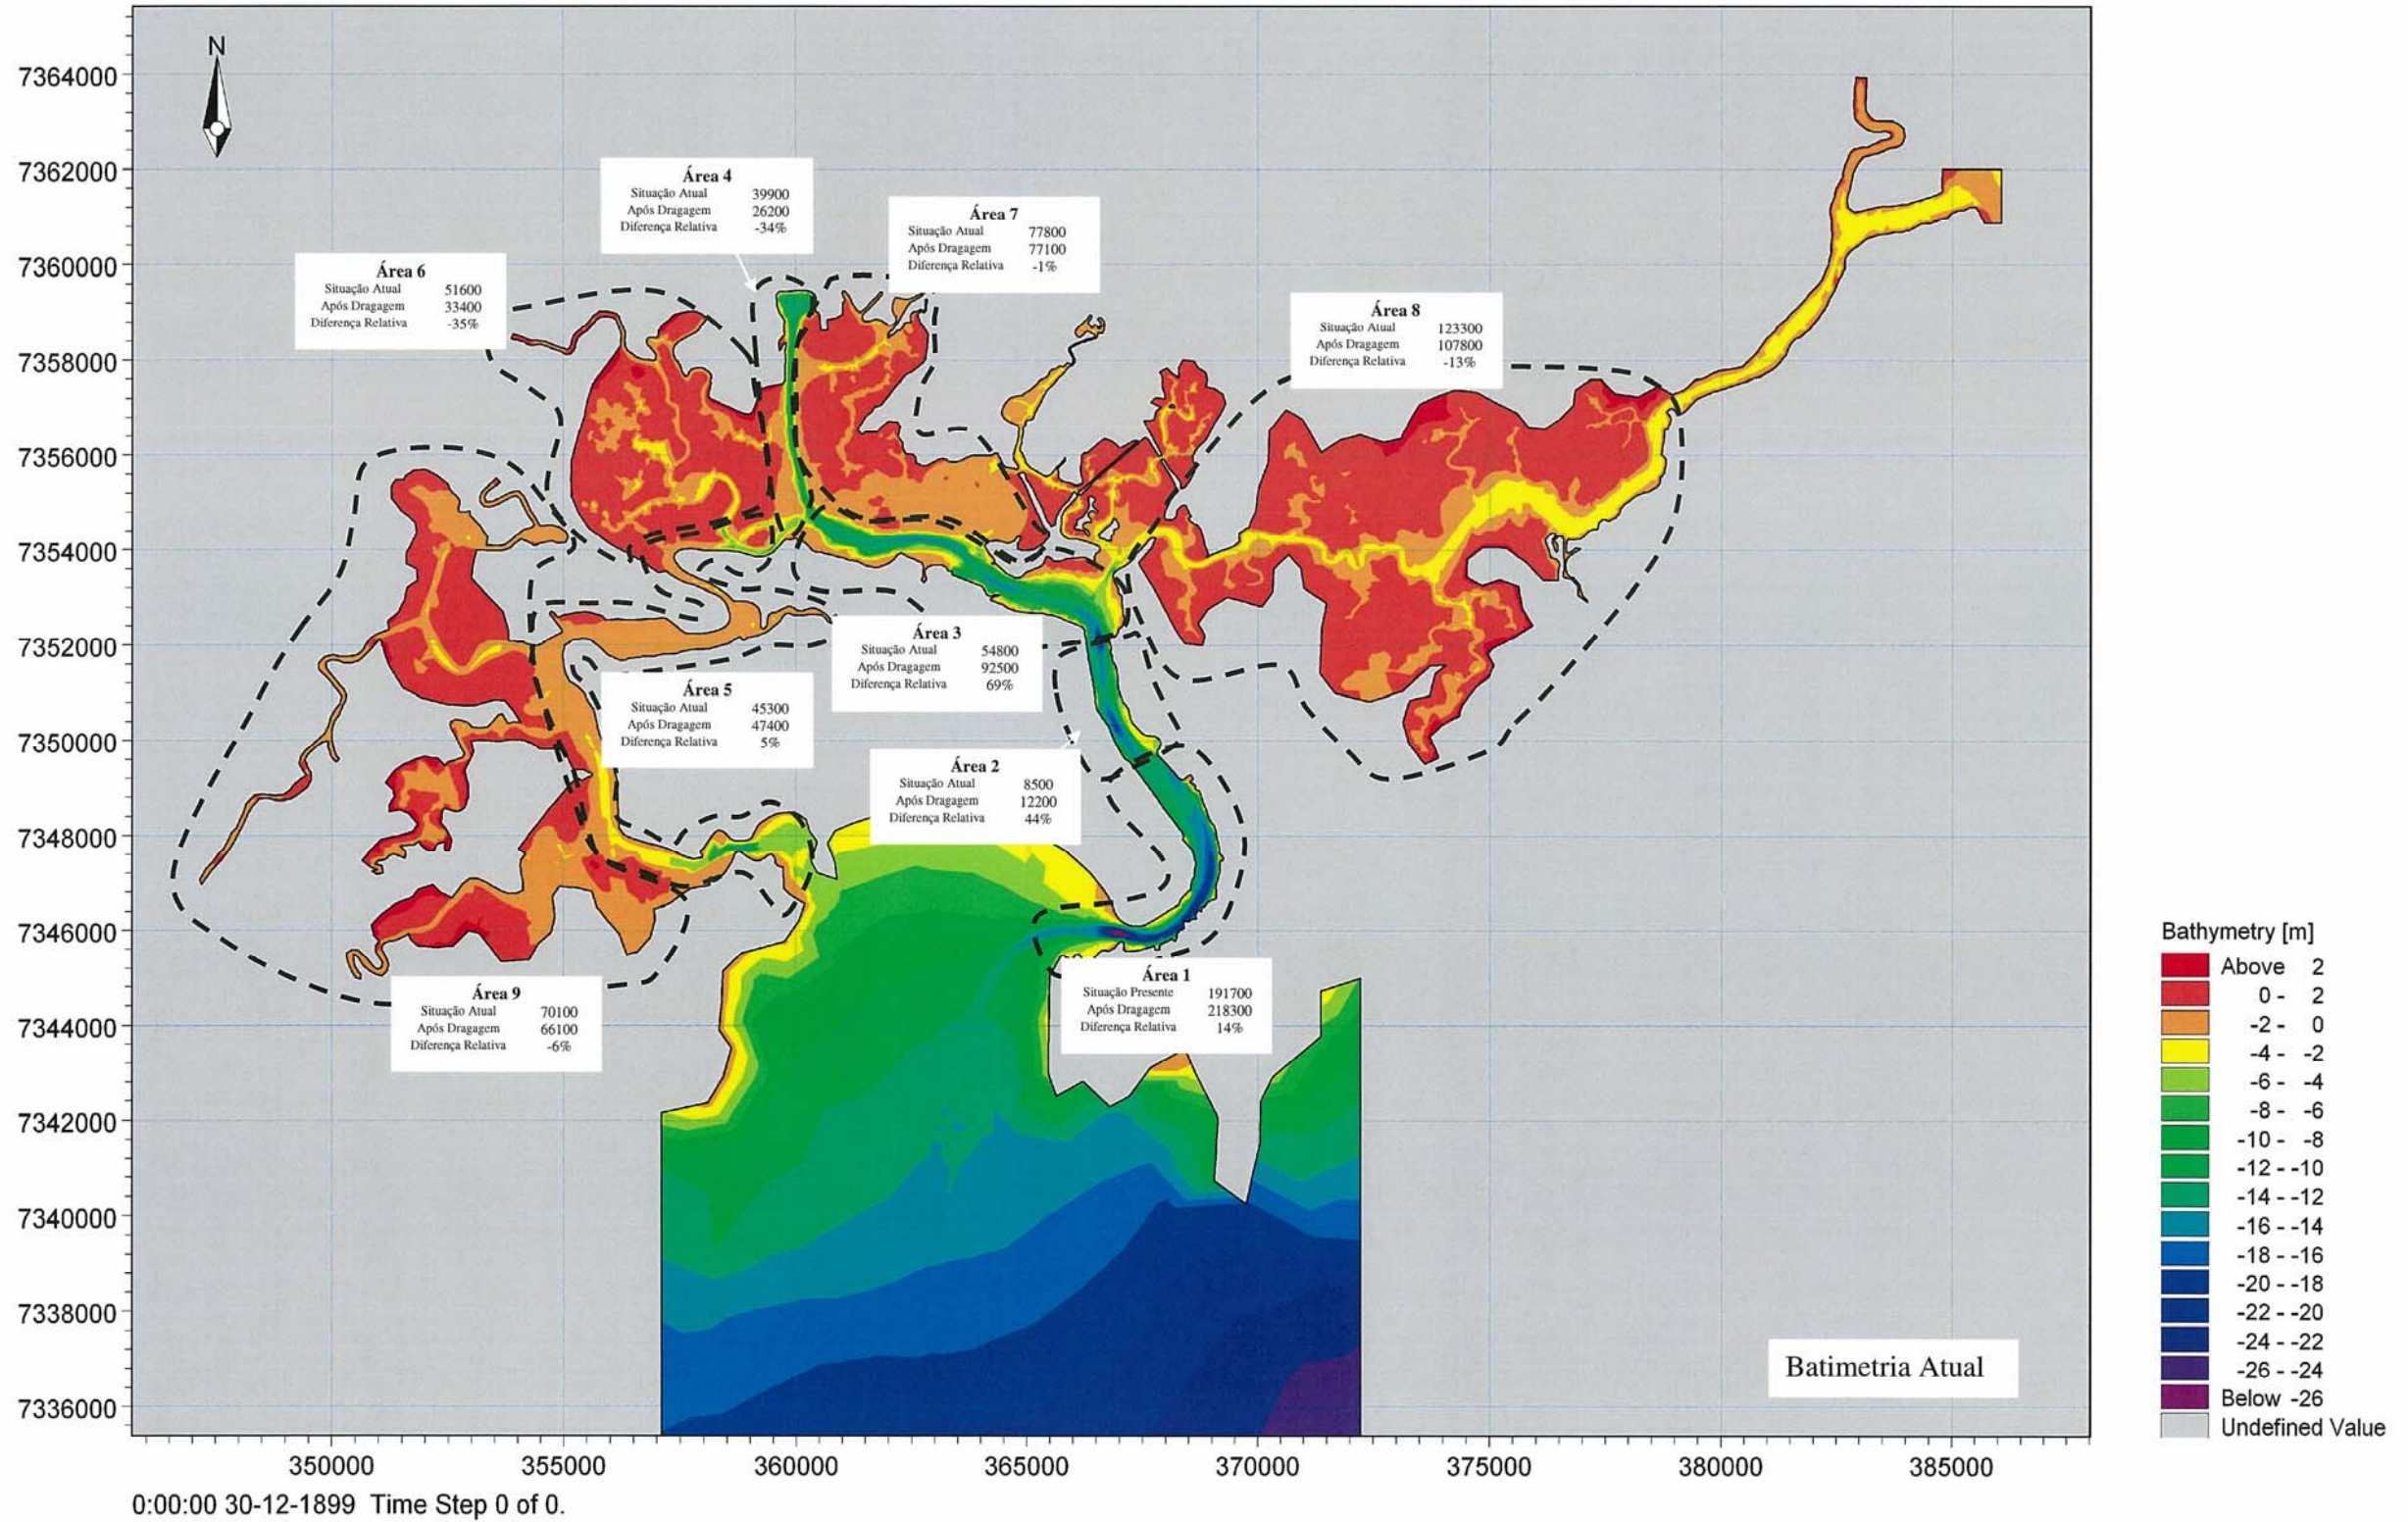 N
7364000
7362000
7360000
7358000
7356000
7354000
7352000
7350000
7348000
7346000
7344000
7342000
7340000
7338000
7336000
350000 355000 360000 365000 370000 375000 380000 385000
0:00:00 30-12-1899 Time Step 0 of 0.
Área 4
Situação Atual 39900
Após Dragagem 26200
Diferença Relativa -34%
Área 7
Situação Atual 77800
Após Dragagem 77100
Diferença Relativa -1%
Área 6
Situação Atual 51600
Após Dragagem 33400
Diferença Relativa -35%
Área 8
Situação Atual 123300
Após Dragagem 107800
Diferença Relativa -13%
Área 3
Situação Atual 54800
Após Dragagem 92500
Diferença Relativa 69%
Área 5
Situação Atual 45300
Após Dragagem 47400
Diferença Relativa 5%
Área 2
Situação Atual 8500
Após Dragagem 12200
Diferença Relativa 44%
Área 1
Situação Presente 191700
Após Dragagem 218300
Diferença Relativa 14%
Área 9
Situação Atual 70100
Após Dragagem 66100
Diferença Relativa -6%
Batimetria Atual
Bathymetry [m]
Above 2
0 - 2
-2 - 0
-4 - -2
-6 - -4
-8 - -6
-10 - -8
-12 - -10
-14 - -12
-16 - -14
-18 - -16
-20 - -18
-22 - -20
-24 - -22
-26 - -24
Below -26
Undefined Value